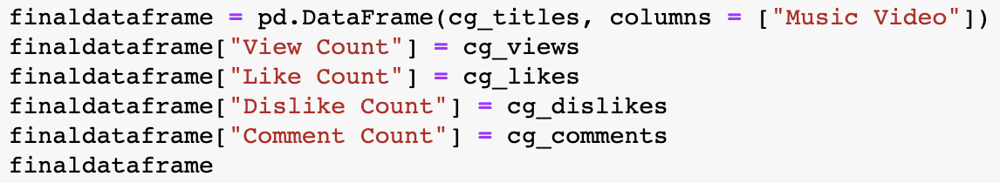 finaldataframe = pd.DataFrame(cg_titles, columns = ["Music Video"])
finaldataframe["View Count"] = cg_views
finaldataframe["Like Count"] = cg_likes
finaldataframe["Dislike Count"] = cg_dislikes
finaldataframe["Comment Count"] = cg_comments
finaldataframe